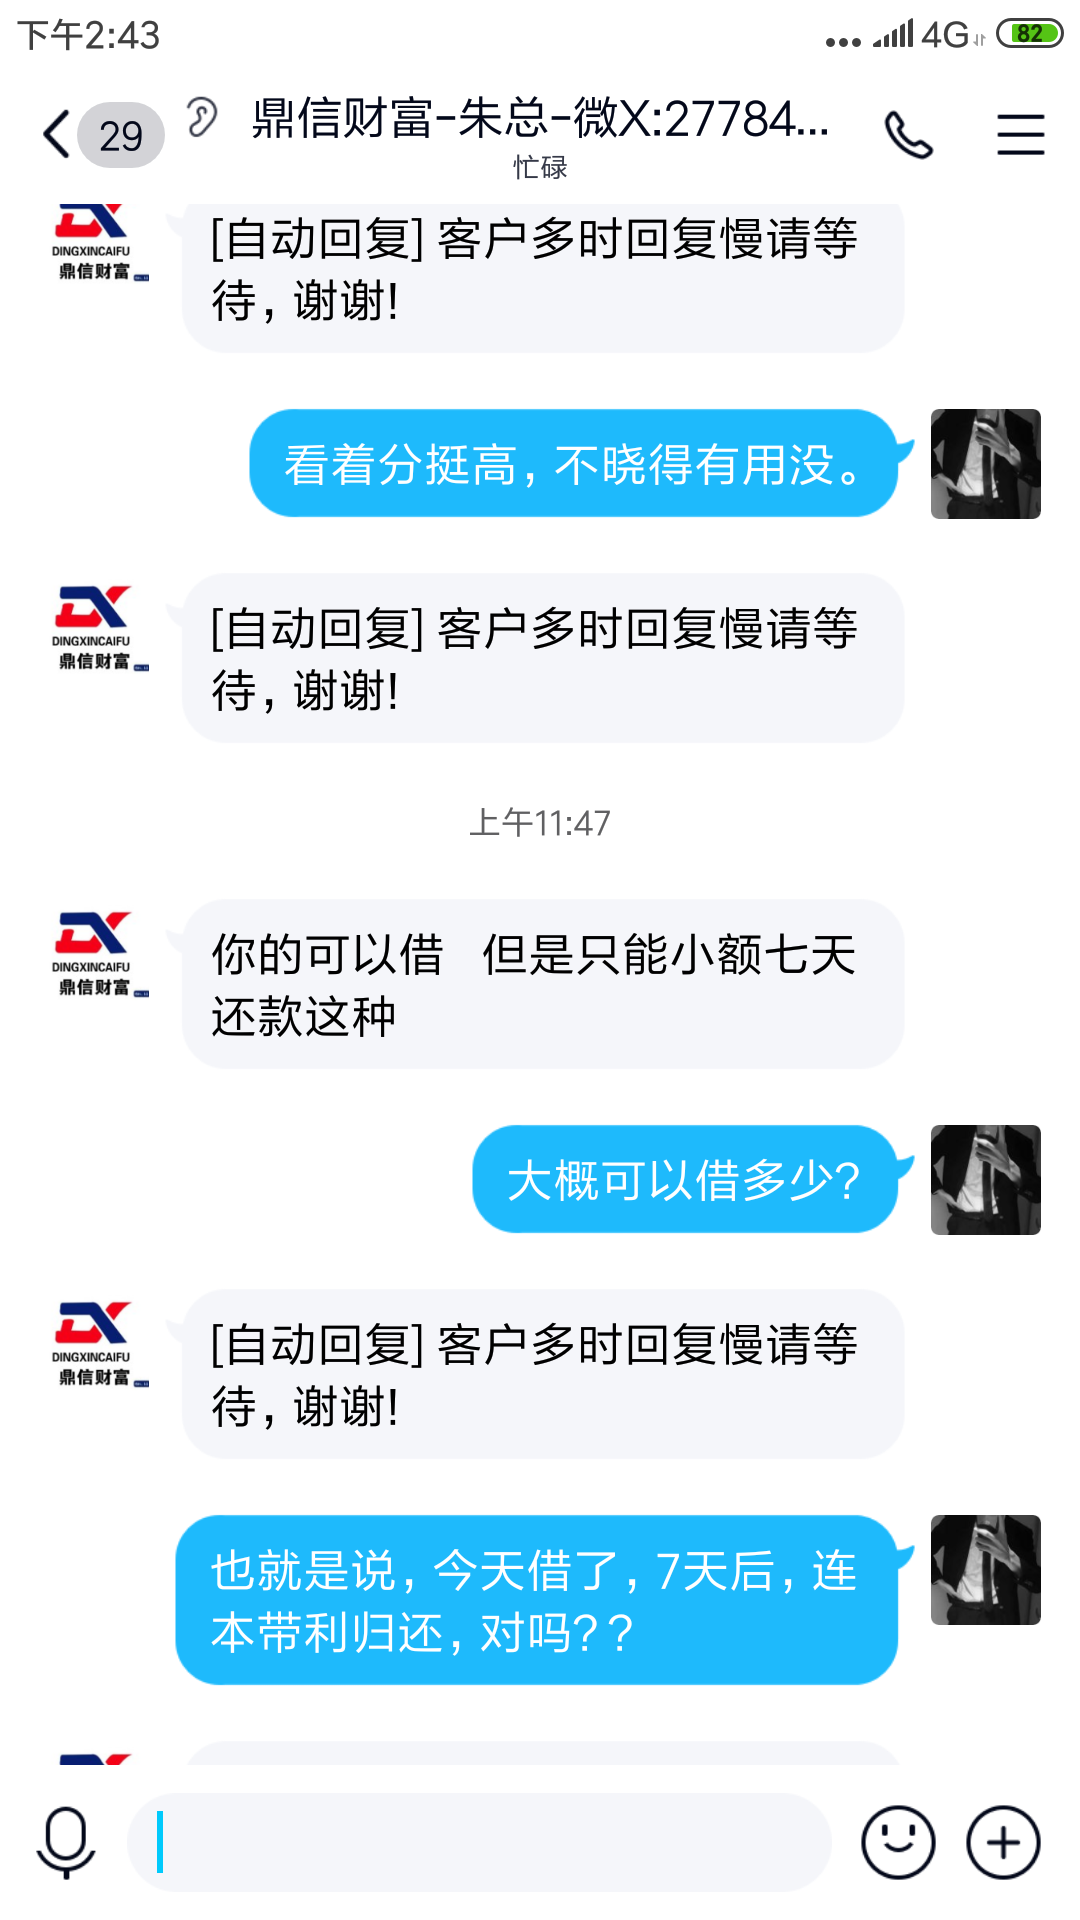 下午2:43
4G
82
29
鼎信财富-朱总-微X:27784...
忙碌
DINGXINCAIFU
鼎信财富
[自动回复] 客户多时回复慢请等
待，谢谢!
看着分挺高，不晓得有用没。
DINGXINCAIFU
鼎信财富
[自动回复] 客户多时回复慢请等
待，谢谢!
上午11:47
DINGXINCAIFU
鼎信财富
你的可以借   但是只能小额七天
还款这种
大概可以借多少?
DINGXINCAIFU
鼎信财富
[自动回复] 客户多时回复慢请等
待，谢谢!
也就是说，今天借了，7天后，连
本带利归还，对吗? ?